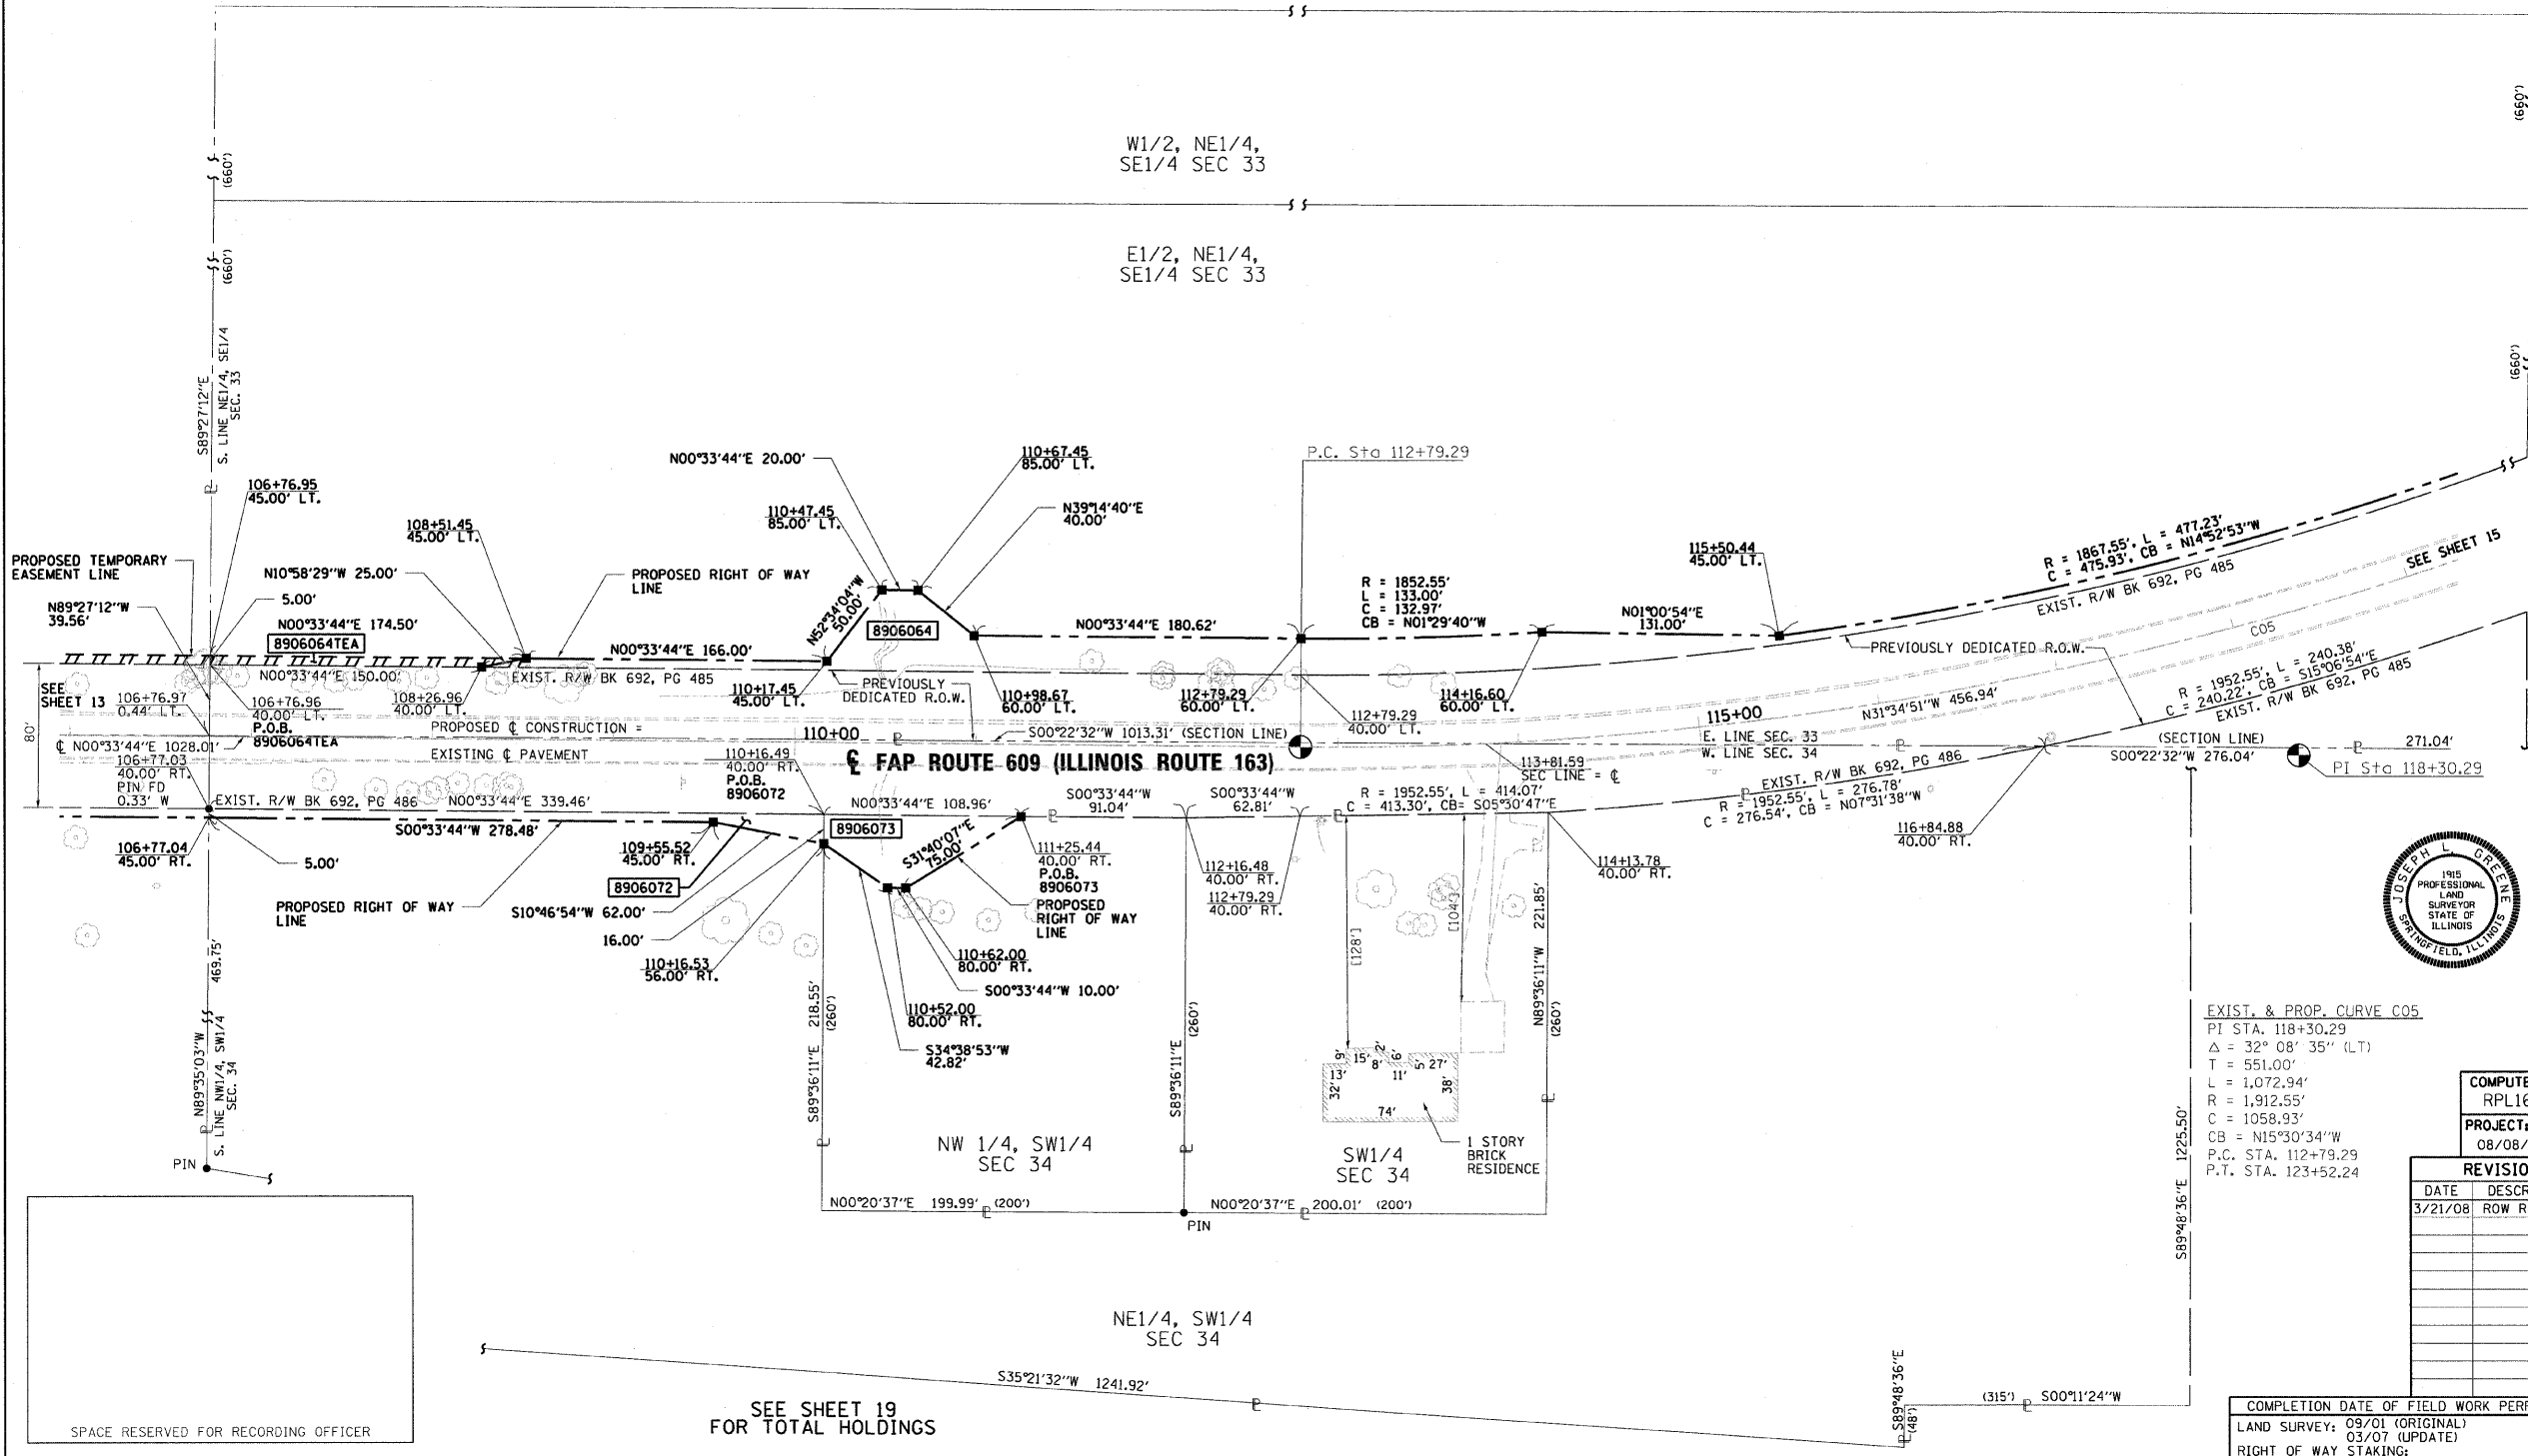 W1/2, NE1/4,
SE1/4 SEC 33
(660')
(660')
E1/2, NE1/4,
SE1/4 SEC 33
(660')
(660')
S89°27'12"E
S. LINE NE1/4, SE1/4
SEC. 33
N00°33'44"E 20.00'
110+67.45
85.00' LT.
P.C. Sta 112+79.29
106+76.95
45.00' LT.
110+47.45
85.00' LT.
N39°14'40"E
40.00'
108+51.45
45.00' LT.
115+50.44
45.00' LT.
R = 1867.55', L = 477.23'
C = 475.93', CB = N14°52'53"W
EXIST. R/W BK 692, PG 485
SEE SHEET 15
PROPOSED TEMPORARY
EASEMENT LINE
N10°58'29"W 25.00'
PROPOSED RIGHT OF WAY
LINE
5.00'
N89°27'12"W
39.56'
N00°33'44"E 174.50'
8906064TEA
N52°34'04"W
50.00'
8906064
R = 1852.55'
L = 133.00'
C = 132.97'
CB = N01°29'40"W
N01°00'54"E
131.00'
N00°33'44"E 166.00'
N00°33'44"E 180.62'
PREVIOUSLY DEDICATED R.O.W.
C05
N00°33'44"E 150.00'
EXIST. R/W BK 692, PG 485
SEE
SHEET 13
80'
106+76.97
0.44' LT.
106+76.96
40.00' LT.
P.O.B.
8906064TEA
108+26.96
40.00' LT.
110+17.45
45.00' LT.
PREVIOUSLY
DEDICATED R.O.W.
110+98.67
60.00' LT.
112+79.29
60.00' LT.
112+79.29
40.00' LT.
114+16.60
60.00' LT.
115+00
N31°34'51"W 456.94'
R = 1952.55', L = 240.38'
C = 240.22', CB = S15°06'54"E
EXIST. R/W BK 692, PG 485
℄ N00°33'44"E 1028.01'
PROPOSED ℄ CONSTRUCTION =
EXISTING ℄ PAVEMENT
110+00
S00°22'32"W 1013.31' (SECTION LINE)
E. LINE SEC. 33
W. LINE SEC. 34
(SECTION LINE)
S00°22'32"W 276.04'
271.04'
PI Sta 118+30.29
℄ FAP ROUTE 609 (ILLINOIS ROUTE 163)
113+81.59
SEC LINE = ℄
106+77.03
40.00' RT.
PIN FD
0.33' W
110+16.49
40.00' RT.
P.O.B.
8906072
EXIST. R/W BK 692, PG 486
N00°33'44"E 339.46'
N00°33'44"E 108.96'
S00°33'44"W
91.04'
S00°33'44"W
62.81'
R = 1952.55', L = 414.07'
C = 413.30', CB= S05°30'47"E
EXIST. R/W BK 692, PG 486
R = 1952.55', L = 276.78'
C = 276.54', CB = N07°31'38"W
116+84.88
40.00' RT.
S00°33'44"W 278.48'
8906073
S31°40'07"E
75.00'
106+77.04
45.00' RT.
5.00'
109+55.52
45.00' RT.
8906072
111+25.44
40.00' RT.
P.O.B.
8906073
PROPOSED
RIGHT OF WAY
LINE
112+16.48
40.00' RT.
112+79.29
40.00' RT.
114+13.78
40.00' RT.
PROPOSED RIGHT OF WAY
LINE
S10°46'54"W 62.00'
16.00'
110+16.53
56.00' RT.
110+62.00
80.00' RT.
S00°33'44"W 10.00'
110+52.00
80.00' RT.
S34°38'53"W
42.82'
[128']
[104']
N89°36'11"W 221.85'
(260')
469.75'
N89°35'03"W
S. LINE NW1/4, SW1/4
SEC. 34
PIN
S89°36'11"E 218.55'
(260')
S89°36'11"E
(260')
NW 1/4, SW1/4
SEC 34
9'
15'
2'
8'
6'
11'
5'
27'
13'
32'
38'
74'
1 STORY
BRICK
RESIDENCE
SW1/4
SEC 34
N00°20'37"E 199.99' (200')
N00°20'37"E 200.01' (200')
PIN
JOSEPH L. GREENE
1915
PROFESSIONAL
LAND
SURVEYOR
STATE OF
ILLINOIS
SPRINGFIELD, ILLINOIS
EXIST. & PROP. CURVE C05
PI STA. 118+30.29
△ = 32° 08' 35" (LT)
T = 551.00'
L = 1,072.94'
R = 1,912.55'
C = 1058.93'
CB = N15°30'34"W
P.C. STA. 112+79.29
P.T. STA. 123+52.24
S89°48'36"E 1225.50'
COMPUTE
RPL16
PROJECT:
08/08/
REVISIO
DATE DESCR
3/21/08 ROW R
NE1/4, SW1/4
SEC 34
S35°21'32"W 1241.92'
S89°48'36"E
(48')
(315') S00°11'24"W
SEE SHEET 19
FOR TOTAL HOLDINGS
SPACE RESERVED FOR RECORDING OFFICER
COMPLETION DATE OF FIELD WORK PERF
LAND SURVEY: 09/01 (ORIGINAL)
03/07 (UPDATE)
RIGHT OF WAY STAKING: